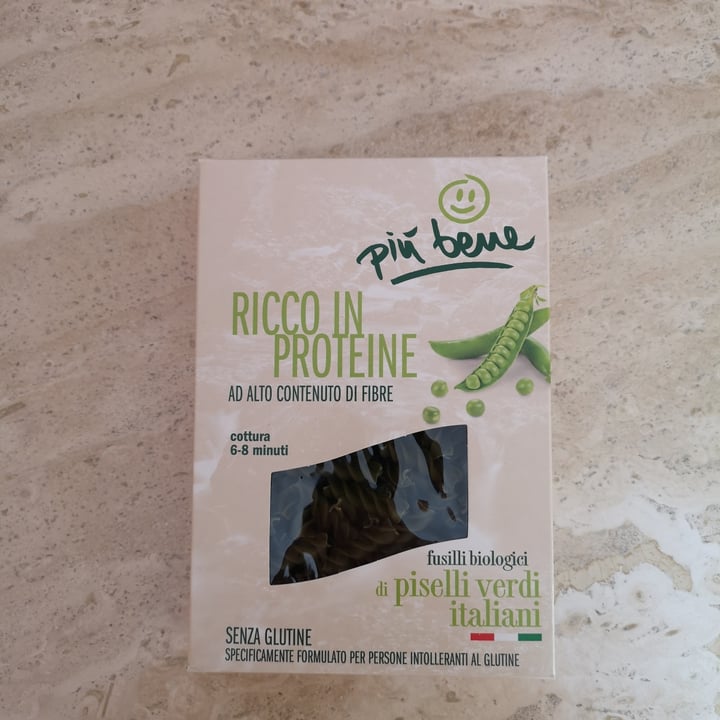 più bene
RICCO IN
PROTEINE
AD ALTO CONTENUTO DI FIBRE
cottura
6-8 minuti
fusilli biologici
di piselli verdi
italiani
SENZA GLUTINE
SPECIFICAMENTE FORMULATO PER PERSONE INTOLLERANTI AL GLUTINE